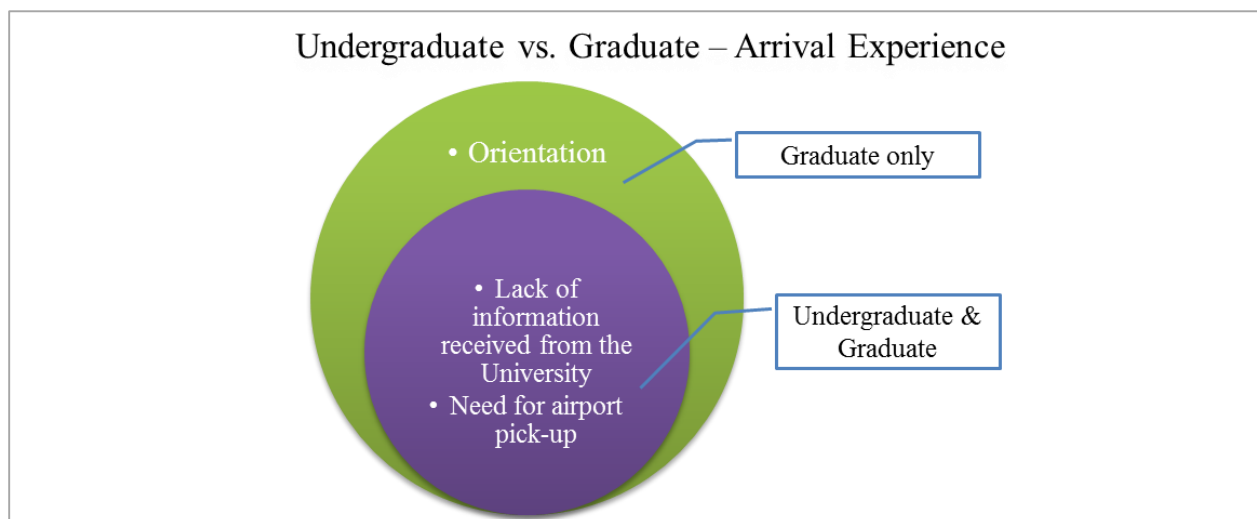 Undergraduate vs. Graduate – Arrival Experience
• Orientation
Graduate only
• Lack of
information
received from the
University
• Need for airport
pick-up
Undergraduate &
Graduate